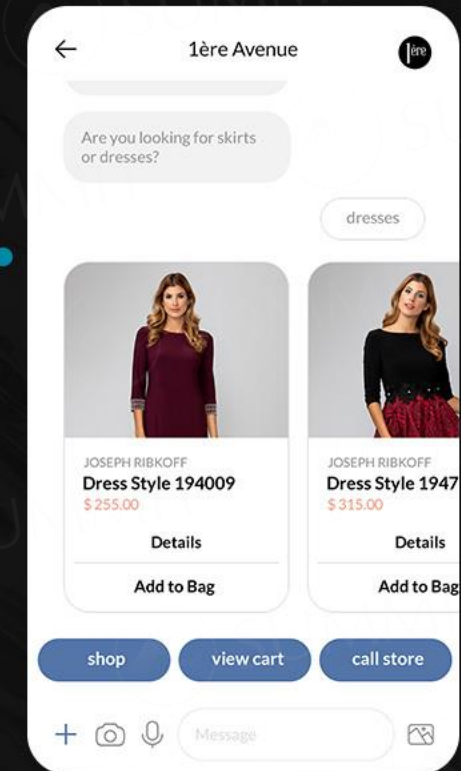 1ère Avenue
1ère
Are you looking for skirts
or dresses?
dresses
JOSEPH RIBKOFF
Dress Style 194009
$ 255.00
Details
Add to Bag
JOSEPH RIBKOFF
Dress Style 1947
$ 315.00
Details
Add to Bag
shop
view cart
call store
Message